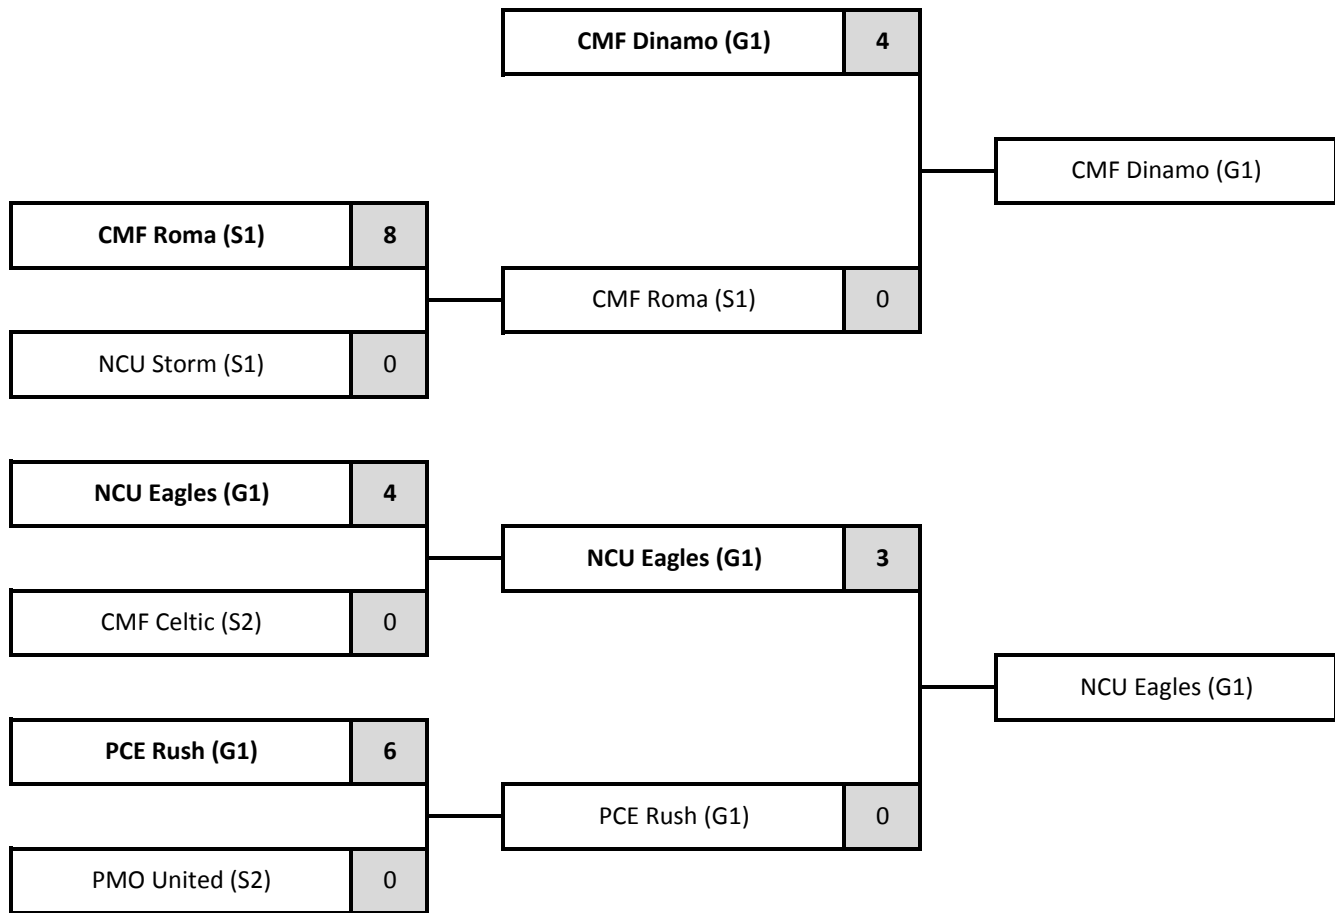 CMF Dinamo (G1) 4
CMF Dinamo (G1)
CMF Roma (S1) 8
CMF Roma (S1) 0
NCU Storm (S1) 0
NCU Eagles (G1) 4
NCU Eagles (G1) 3
CMF Celtic (S2) 0
NCU Eagles (G1)
PCE Rush (G1) 6
PCE Rush (G1) 0
PMO United (S2) 0